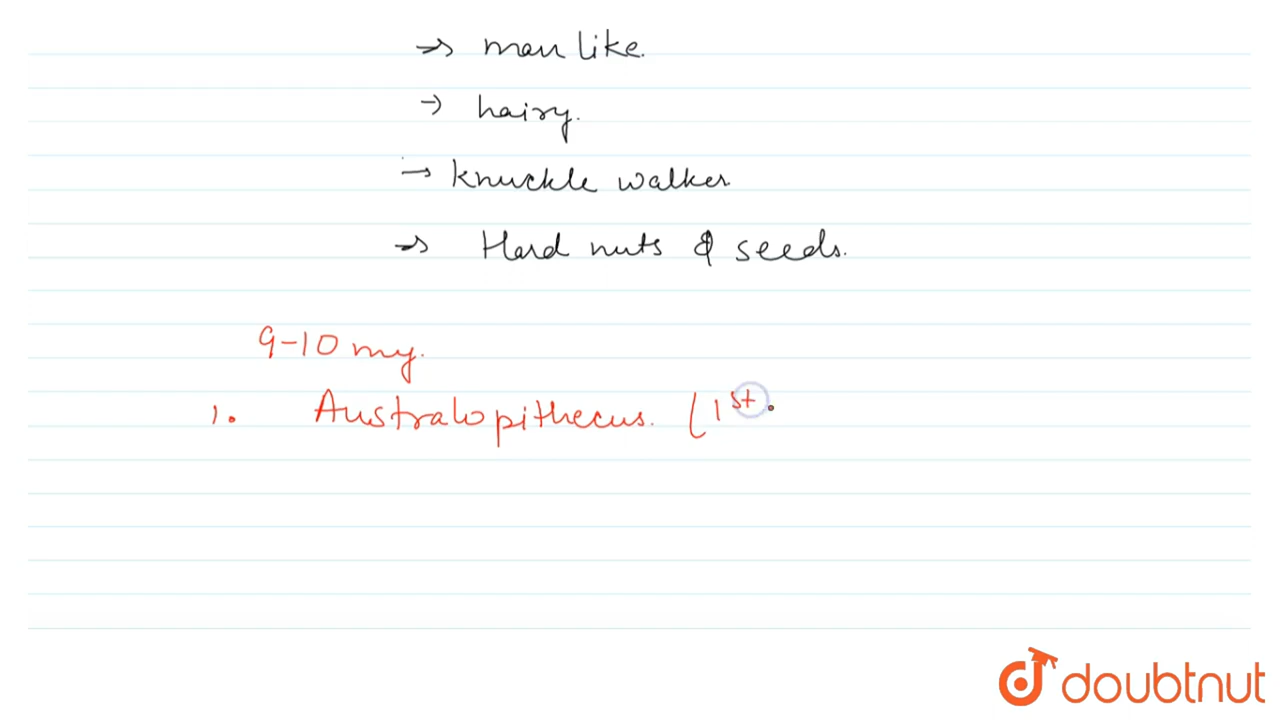 → man like.
→ hairy.
→ knuckle walker
→ Hard nuts & seeds.
9-10 my.
1. Australopithecus. (1st.
doubtnut